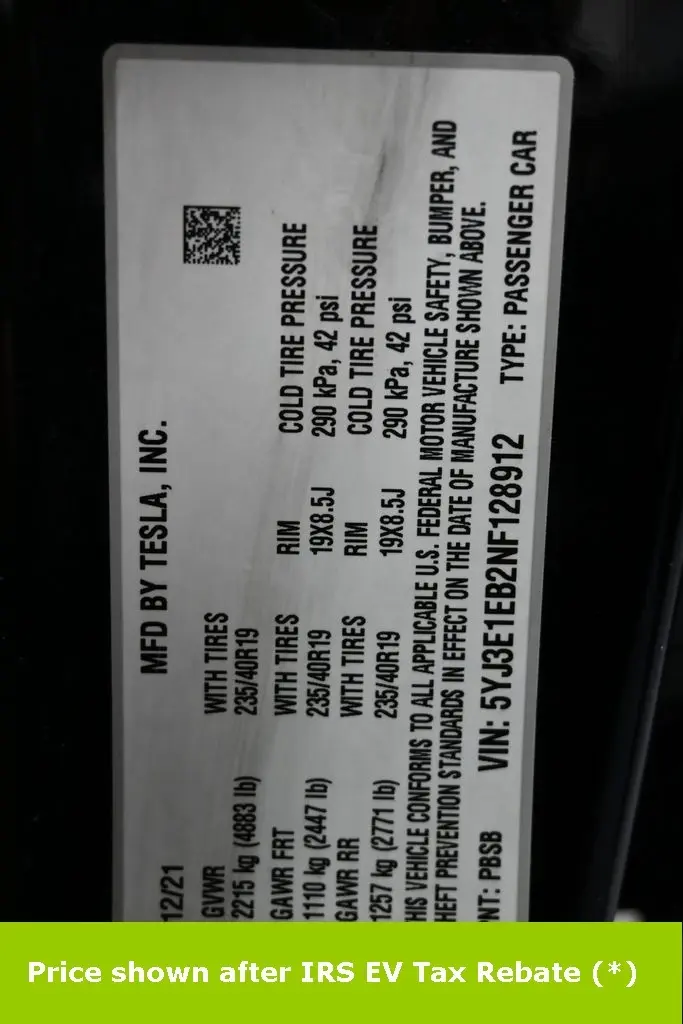 MFD BY TESLA, INC.
12/21
GVWR WITH TIRES
2215 kg (4883 lb) 235/40R19
GAWR FRT WITH TIRES RIM COLD TIRE PRESSURE
1110 kg (2447 lb) 235/40R19 19X8.5J 290 kPa, 42 psi
GAWR RR WITH TIRES RIM COLD TIRE PRESSURE
1257 kg (2771 lb) 235/40R19 19X8.5J 290 kPa, 42 psi
HIS VEHICLE CONFORMS TO ALL APPLICABLE U.S. FEDERAL MOTOR VEHICLE SAFETY, BUMPER, AND
HEFT PREVENTION STANDARDS IN EFFECT ON THE DATE OF MANUFACTURE SHOWN ABOVE.
PNT: PBSB VIN: 5YJ3E1EB2NF128912 TYPE: PASSENGER CAR
Price shown after IRS EV Tax Rebate (*)